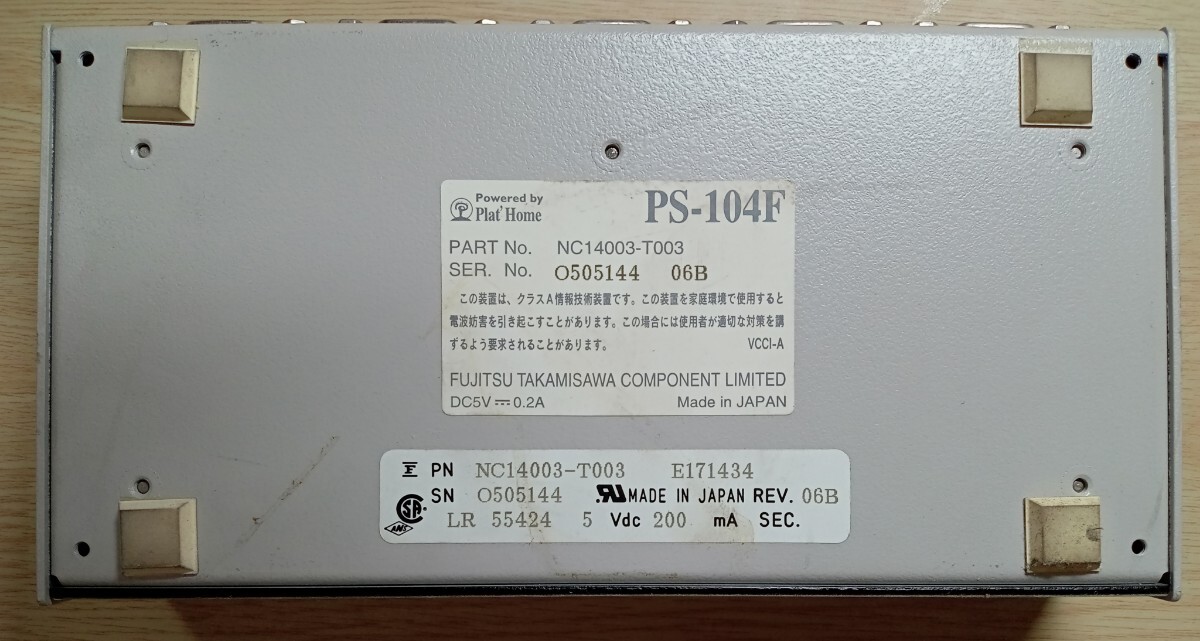 Powered by
Plat'Home
PS-104F
PART No. NC14003-T003
SER. No. O505144 06B
この装置は、クラスA情報技術装置です。この装置を家庭環境で使用すると
電波妨害を引き起こすことがあります。この場合には使用者が適切な対策を講
ずるよう要求されることがあります。 VCCI-A
FUJITSU TAKAMISAWA COMPONENT LIMITED
DC5V ⎓ 0.2A Made in JAPAN
PN NC14003-T003 E171434
SN O505144 MADE IN JAPAN REV. 06B
LR 55424 5 Vdc 200 mA SEC.